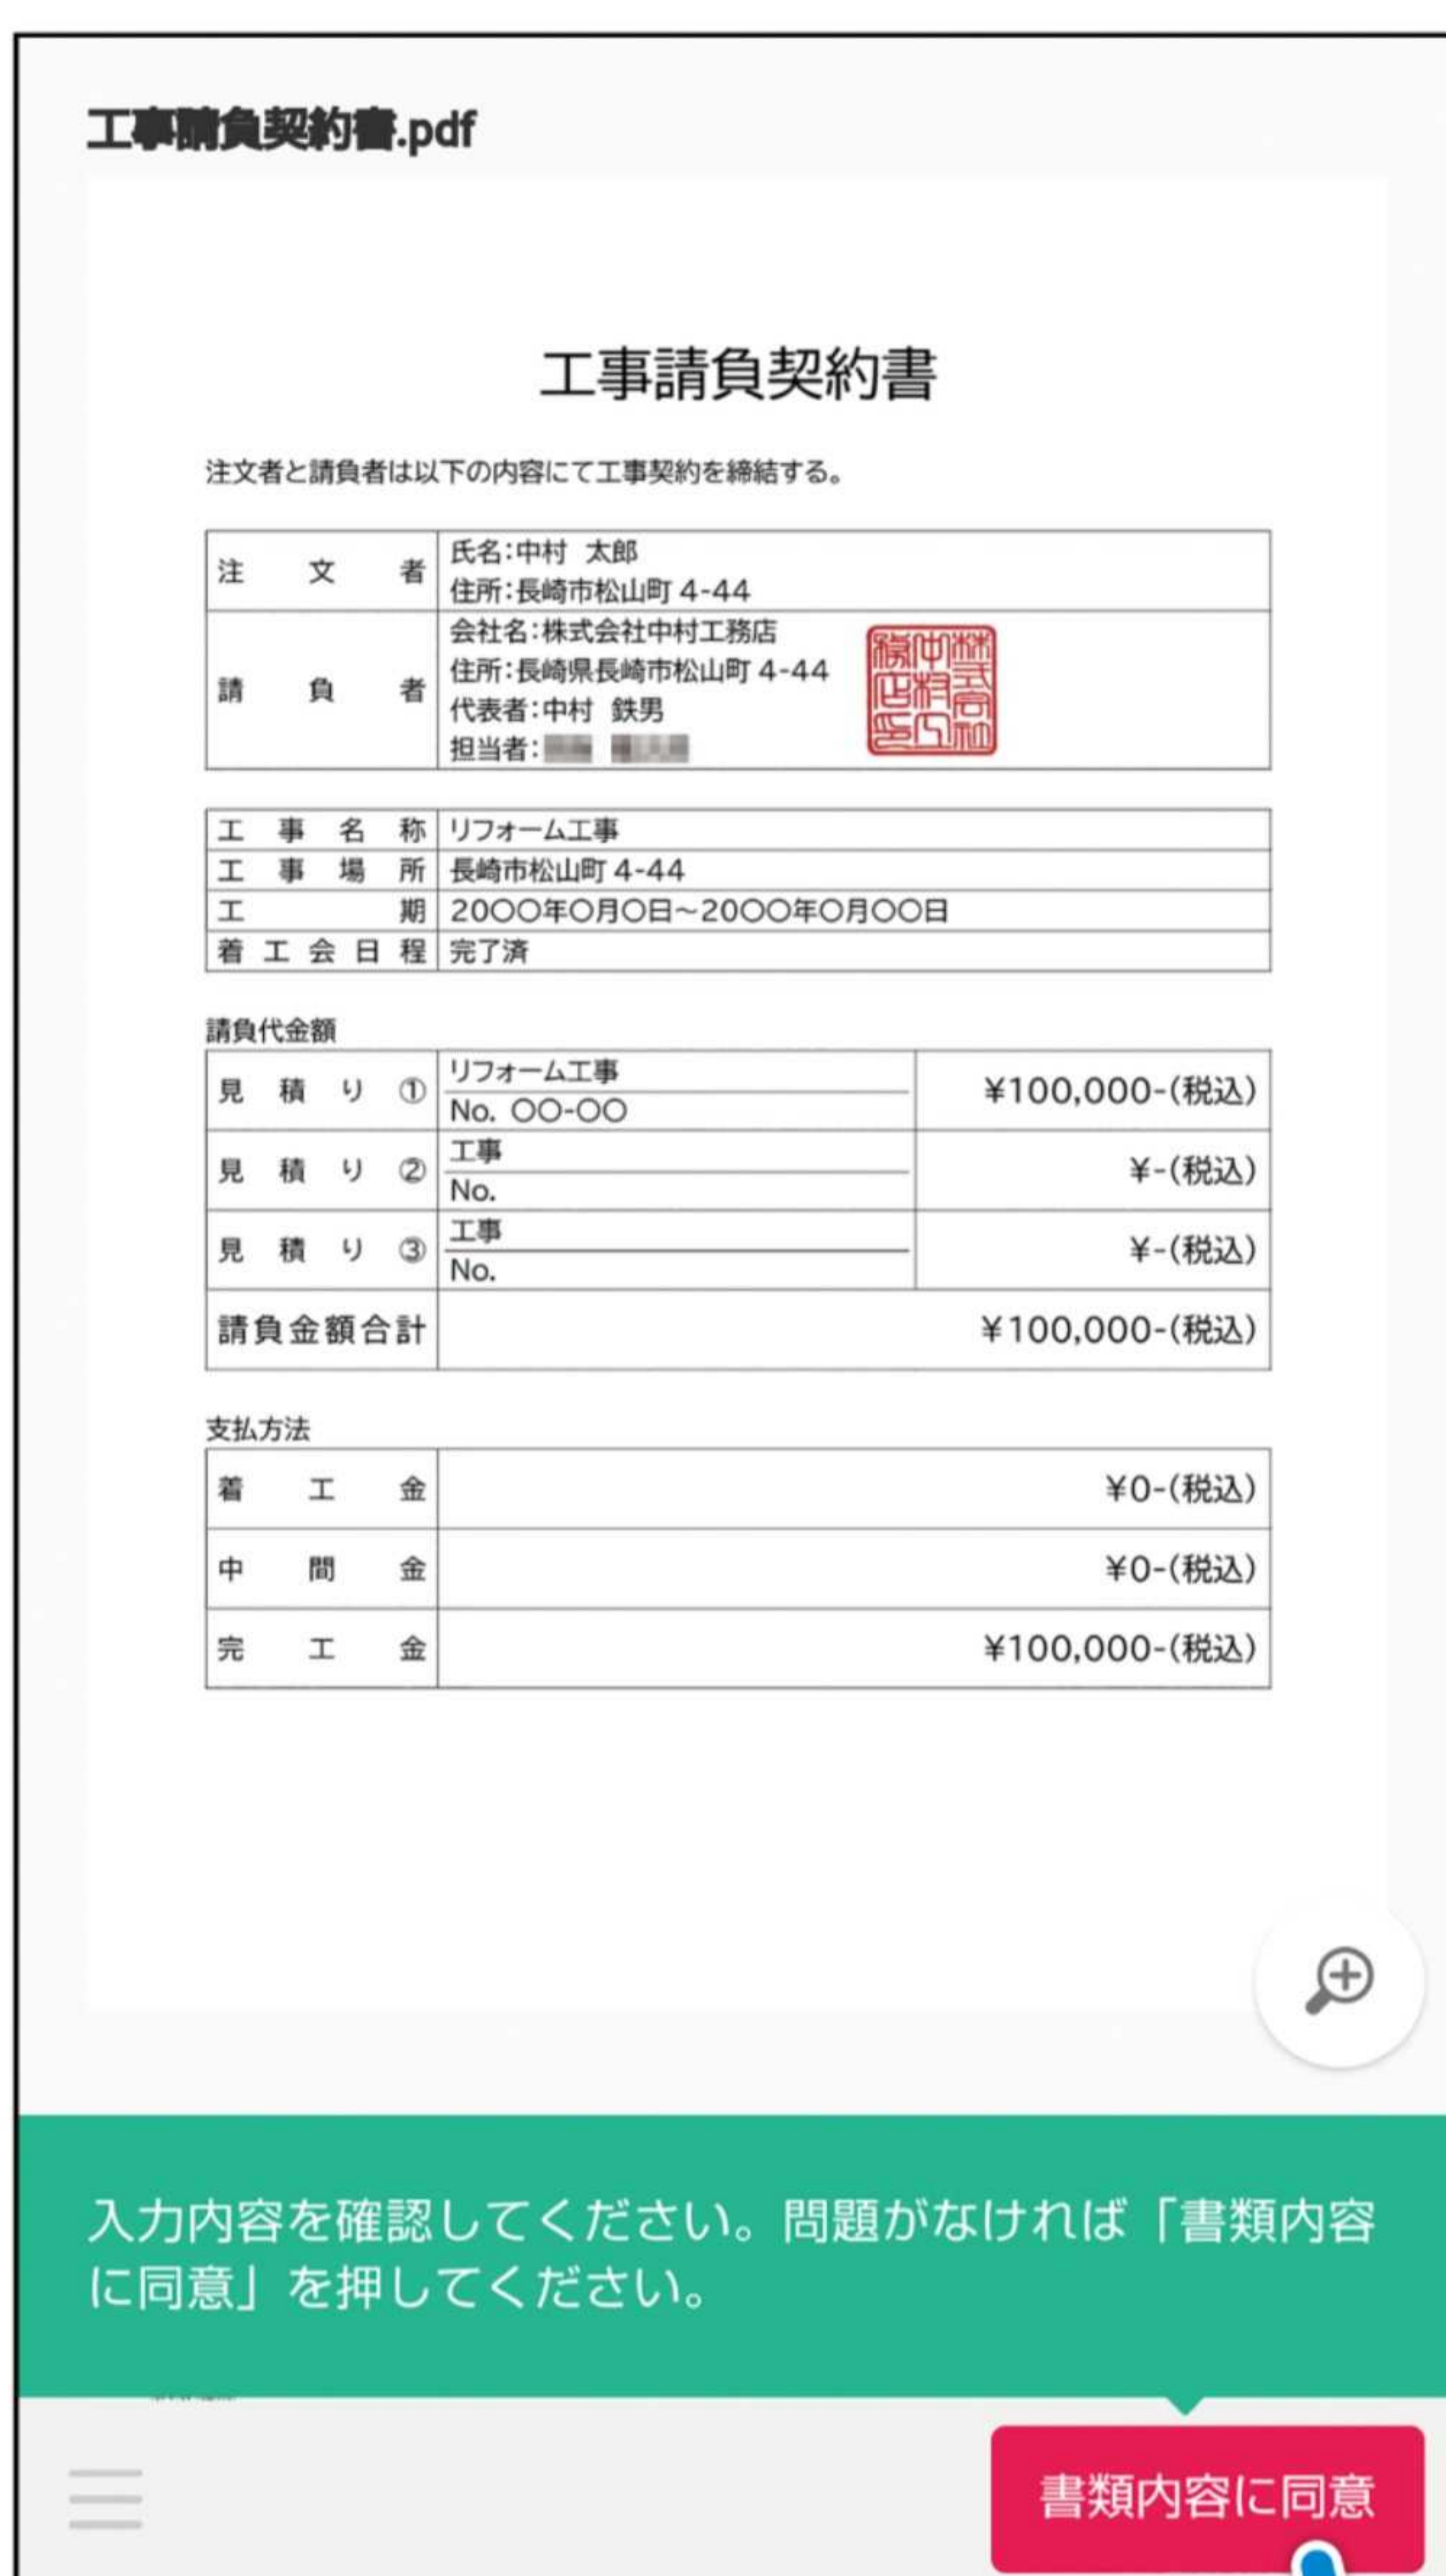 工事請負契約書.pdf
工事請負契約書
注文者と請負者は以下の内容にて工事契約を締結する。
注文者
氏名：中村 太郎
住所：長崎市松山町 4-44
請負者
会社名：株式会社中村工務店
住所：長崎県長崎市松山町 4-44
代表者：中村 鉄男
担当者：
株式会社中村工務店印
工事名称 リフォーム工事
工事場所 長崎市松山町 4-44
工期 20〇〇年〇月〇日～20〇〇年〇月〇〇日
着工会日程 完了済
請負代金額
見積り① リフォーム工事 ¥100,000-(税込)
No. 〇〇-〇〇
見積り② 工事 ¥-(税込)
No.
見積り③ 工事 ¥-(税込)
No.
請負金額合計 ¥100,000-(税込)
支払方法
着工金 ¥0-(税込)
中間金 ¥0-(税込)
完工金 ¥100,000-(税込)
入力内容を確認してください。問題がなければ「書類内容
に同意」を押してください。
書類内容に同意